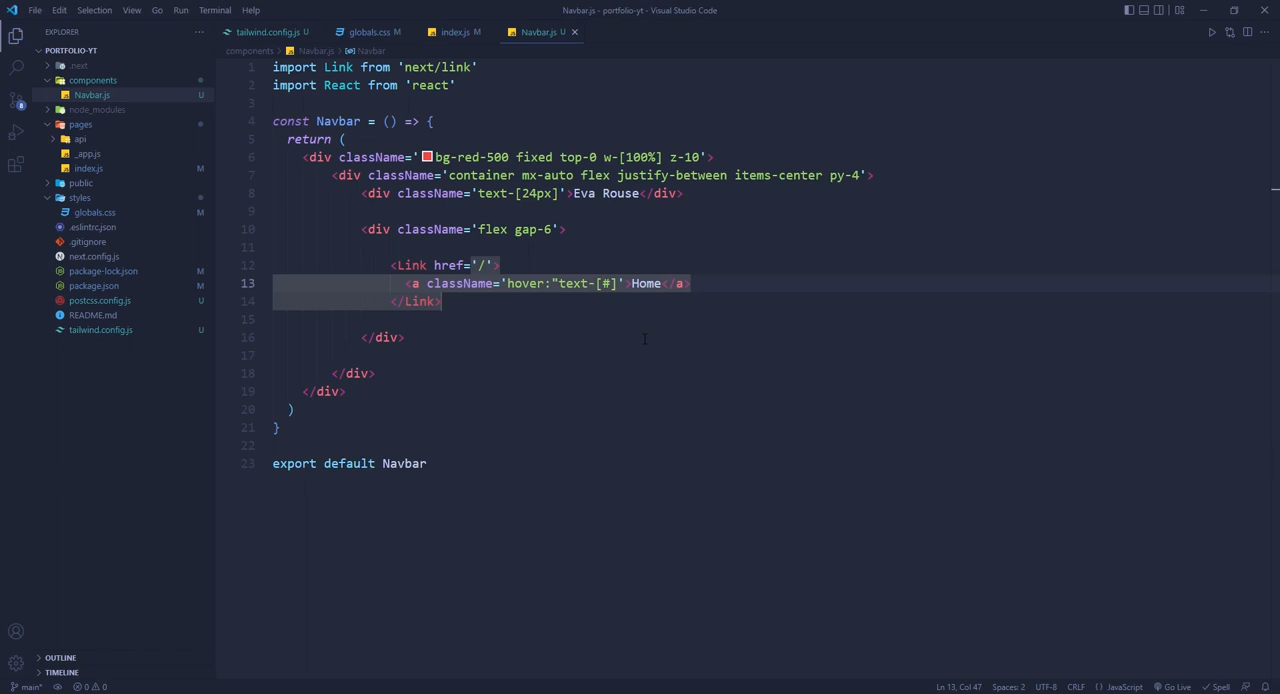 File Edit Selection View Go Run Terminal Help
Navbar.js - portfolio-yt - Visual Studio Code
EXPLORER
PORTFOLIO-YT
.next
components
Navbar.js U
node_modules
pages
api
_app.js
index.js M
public
styles
globals.css M
.eslintrc.json
.gitignore
next.config.js
package-lock.json M
package.json M
postcss.config.js U
README.md
tailwind.config.js U
OUTLINE
TIMELINE
8
tailwind.config.js U globals.css M index.js M Navbar.js U
components Navbar.js Navbar
1 import Link from 'next/link'
2 import React from 'react'
3
4 const Navbar = () => {
5 return (
6 <div className='bg-red-500 fixed top-0 w-[100%] z-10'>
7 <div className='container mx-auto flex justify-between items-center py-4'>
8 <div className='text-[24px]'>Eva Rouse</div>
9
10 <div className='flex gap-6'>
11
12 <Link href='/'>
13 <a className='hover:"text-[#]'>Home</a>
14 </Link>
15
16 </div>
17
18 </div>
19 </div>
20 )
21 }
22
23 export default Navbar
main* 0 0 Ln 13, Col 47 Spaces: 2 UTF-8 CRLF { } JavaScript Go Live Spell